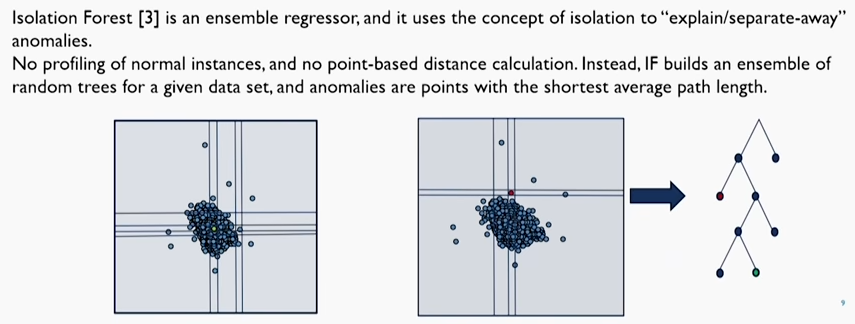 Isolation Forest [3] is an ensemble regressor, and it uses the concept of isolation to “explain/separate-away”
anomalies.
No profiling of normal instances, and no point-based distance calculation. Instead, IF builds an ensemble of
random trees for a given data set, and anomalies are points with the shortest average path length.
9